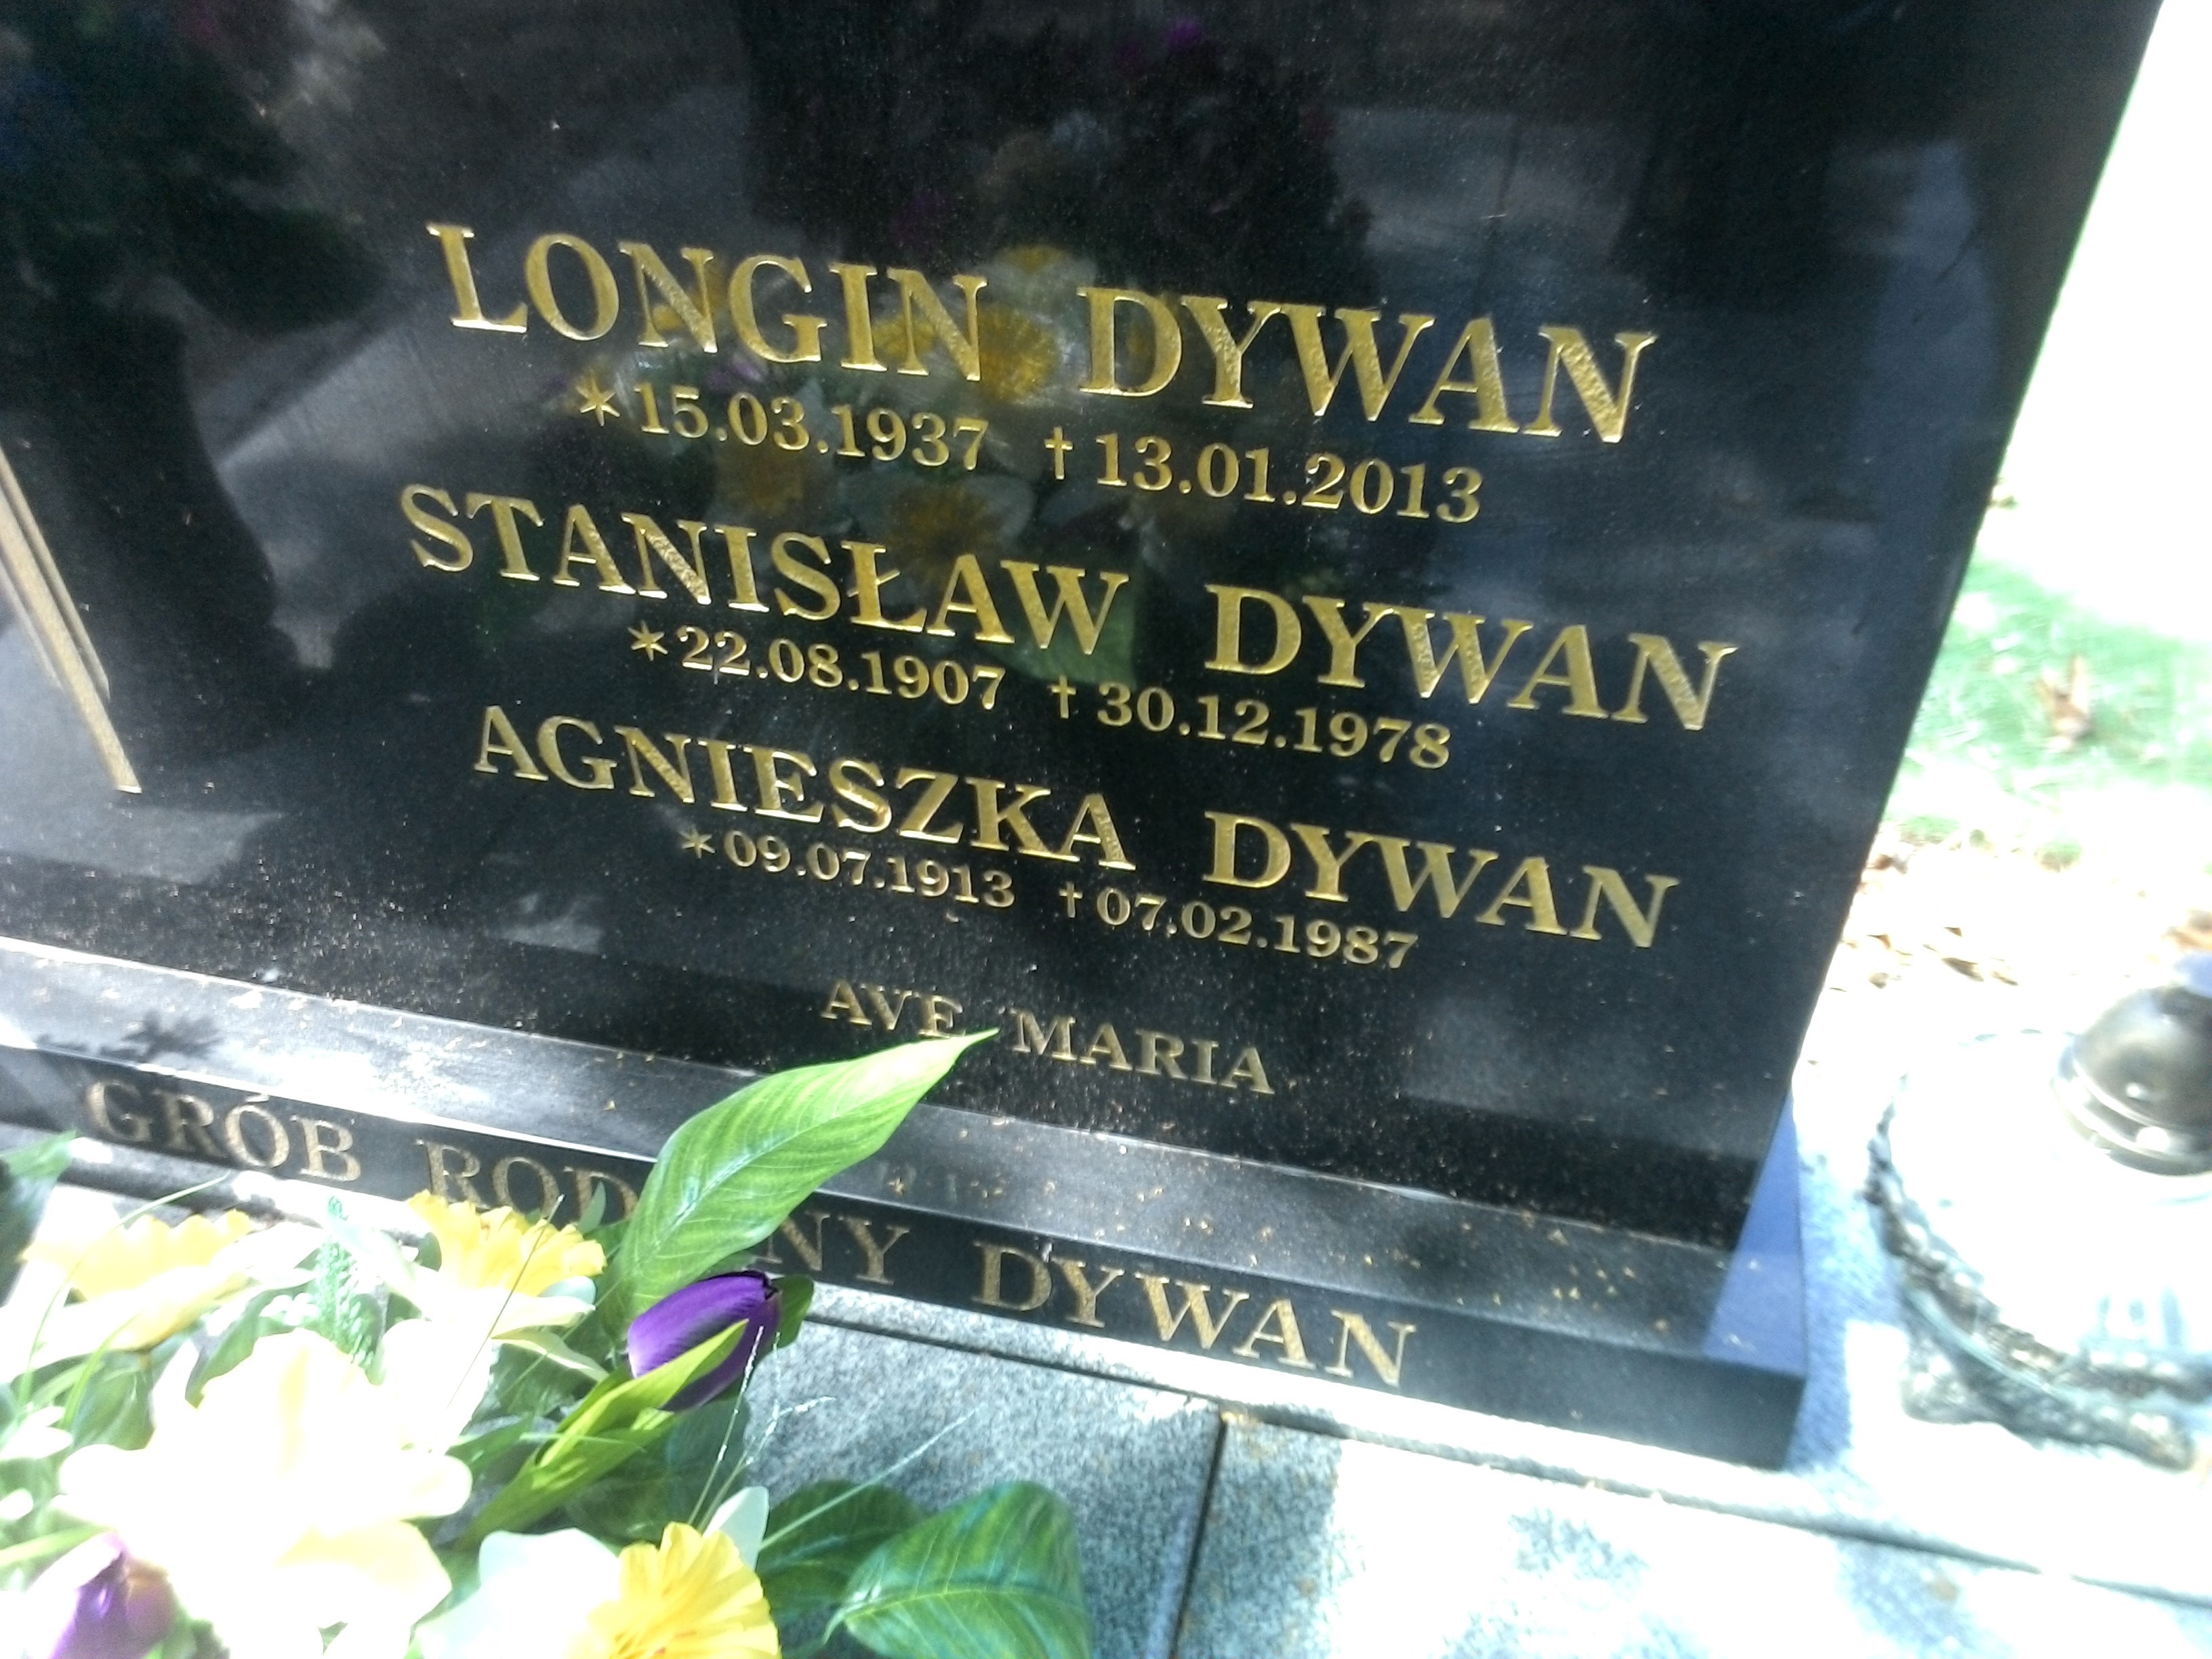 LONGIN DYWAN
*15.03.1937 †13.01.2013
STANISŁAW DYWAN
*22.08.1907 †30.12.1978
AGNIESZKA DYWAN
*09.07.1913 †07.02.1987
AVE MARIA
GRÓB DYWAN